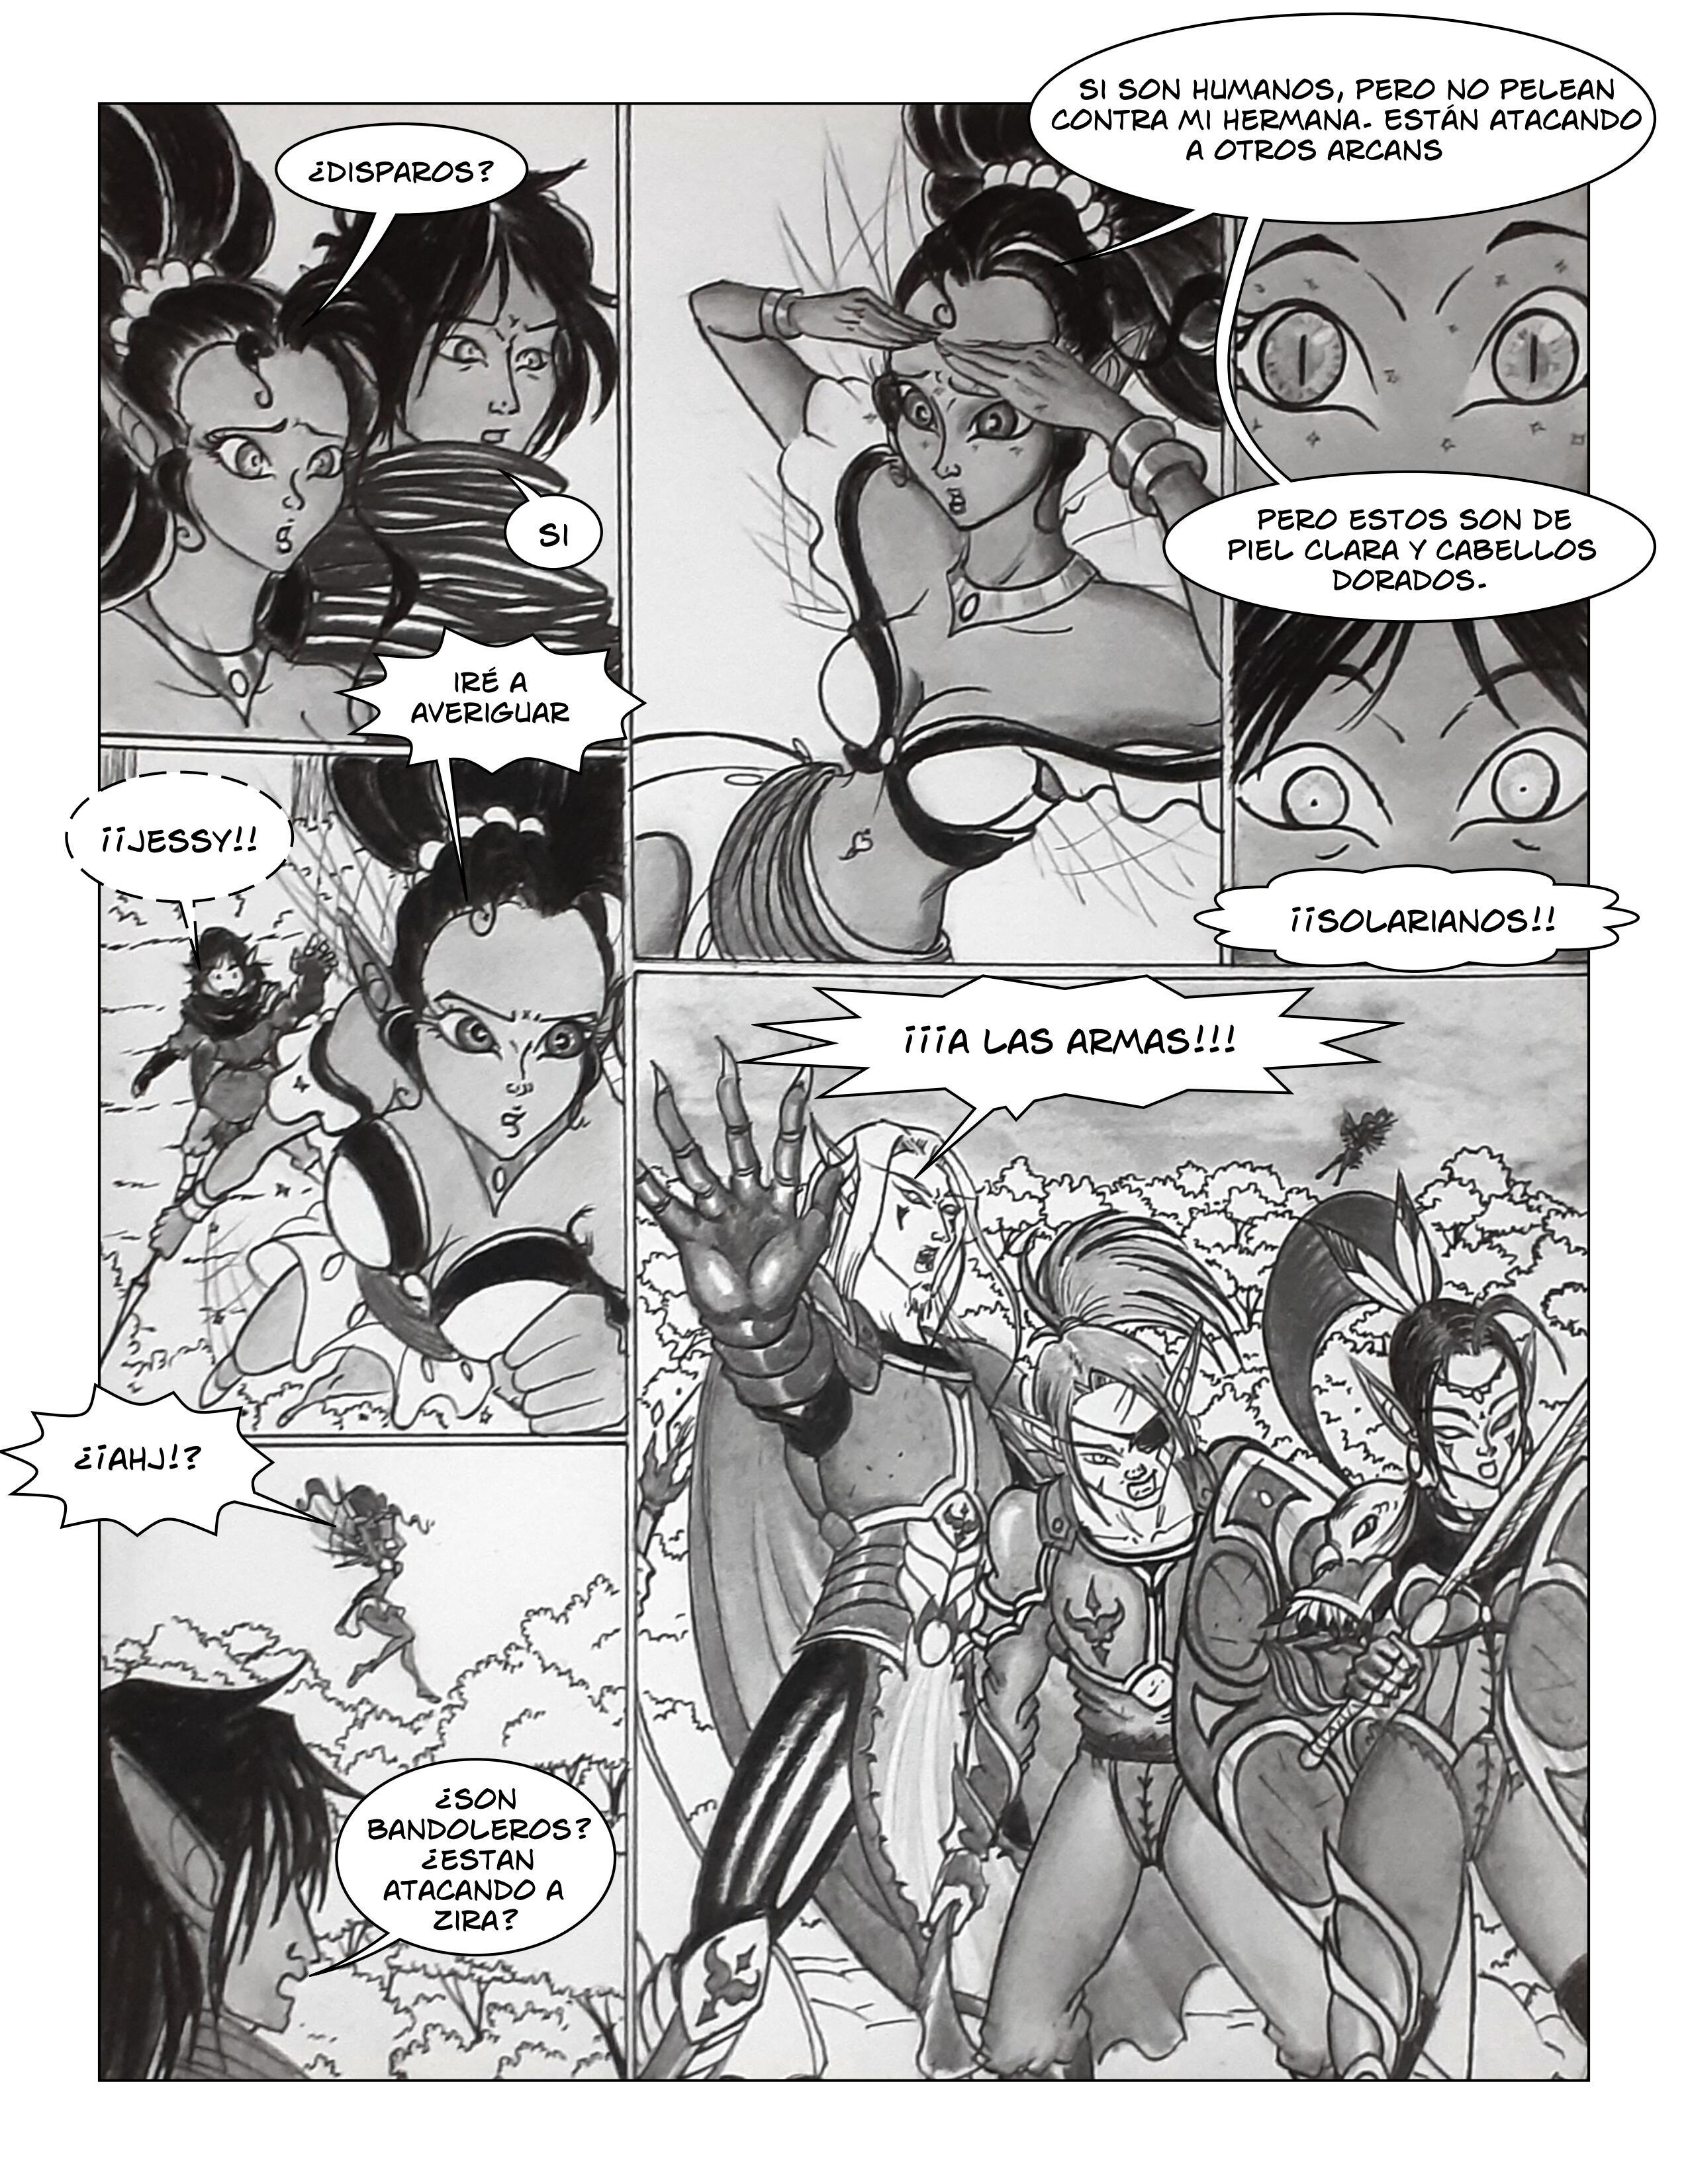 ¿DISPAROS?
SI
IRÉ A
AVERIGUAR
¡¡JESSY!!
¿¡AHJ!?
¿SON
BANDOLEROS?
¿ESTAN
ATACANDO A
ZIRA?
SI SON HUMANOS, PERO NO PELEAN
CONTRA MI HERMANA. ESTÁN ATACANDO
A OTROS ARCANS
PERO ESTOS SON DE
PIEL CLARA Y CABELLOS
DORADOS.
¡¡SOLARIANOS!!
¡¡¡A LAS ARMAS!!!